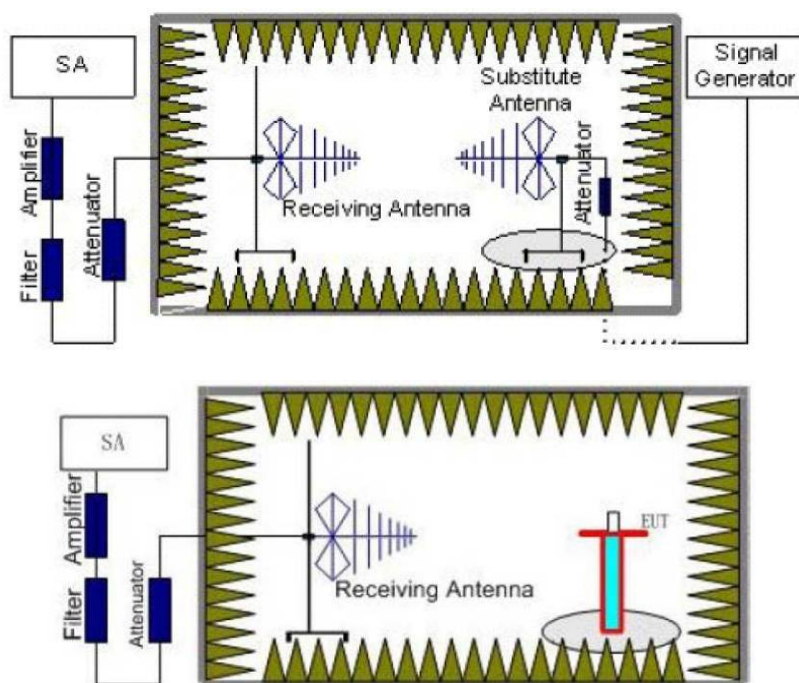 SA
Signal
Generator
Substitute
Antenna
Amplifier
Attenuator
Filter
Receiving Antenna
Attenuator
SA
Amplifier
Filter
Attenuator
Receiving Antenna
EUT